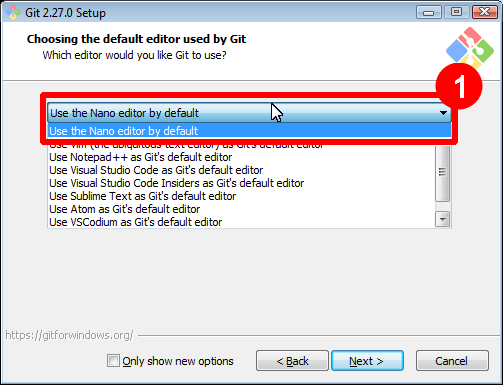 Git 2.27.0 Setup
Choosing the default editor used by Git
Which editor would you like Git to use?
1
Use the Nano editor by default
Use the Nano editor by default
Use Vim (the ubiquitous text editor) as Git's default editor
Use Notepad++ as Git's default editor
Use Visual Studio Code as Git's default editor
Use Visual Studio Code Insiders as Git's default editor
Use Sublime Text as Git's default editor
Use Atom as Git's default editor
Use VSCodium as Git's default editor
https://gitforwindows.org/
Only show new options
< Back
Next >
Cancel